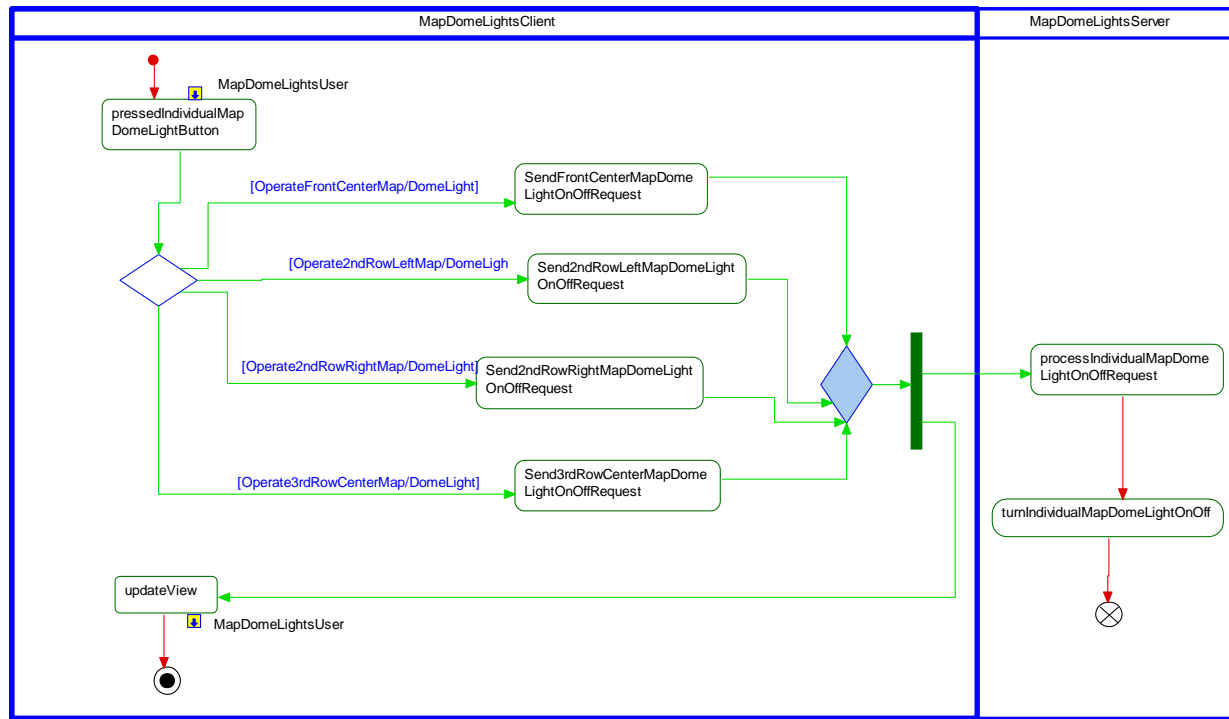 MapDomeLightsClient
MapDomeLightsServer
MapDomeLightsUser
pressedIndividualMap
DomeLightButton
[OperateFrontCenterMap/DomeLight]
SendFrontCenterMapDome
LightOnOffRequest
[Operate2ndRowLeftMap/DomeLigh
Send2ndRowLeftMapDomeLight
OnOffRequest
[Operate2ndRowRightMap/DomeLight]
Send2ndRowRightMapDomeLight
OnOffRequest
processIndividualMapDome
LightOnOffRequest
[Operate3rdRowCenterMap/DomeLight]
Send3rdRowCenterMapDome
LightOnOffRequest
turnIndividualMapDomeLightOnOff
updateView
MapDomeLightsUser